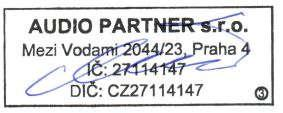 AUDIO PARTNER s.r.o.
Mezi Vodami 2044/23, Praha 4
IČ: 27114147
DIČ: CZ27114147
3